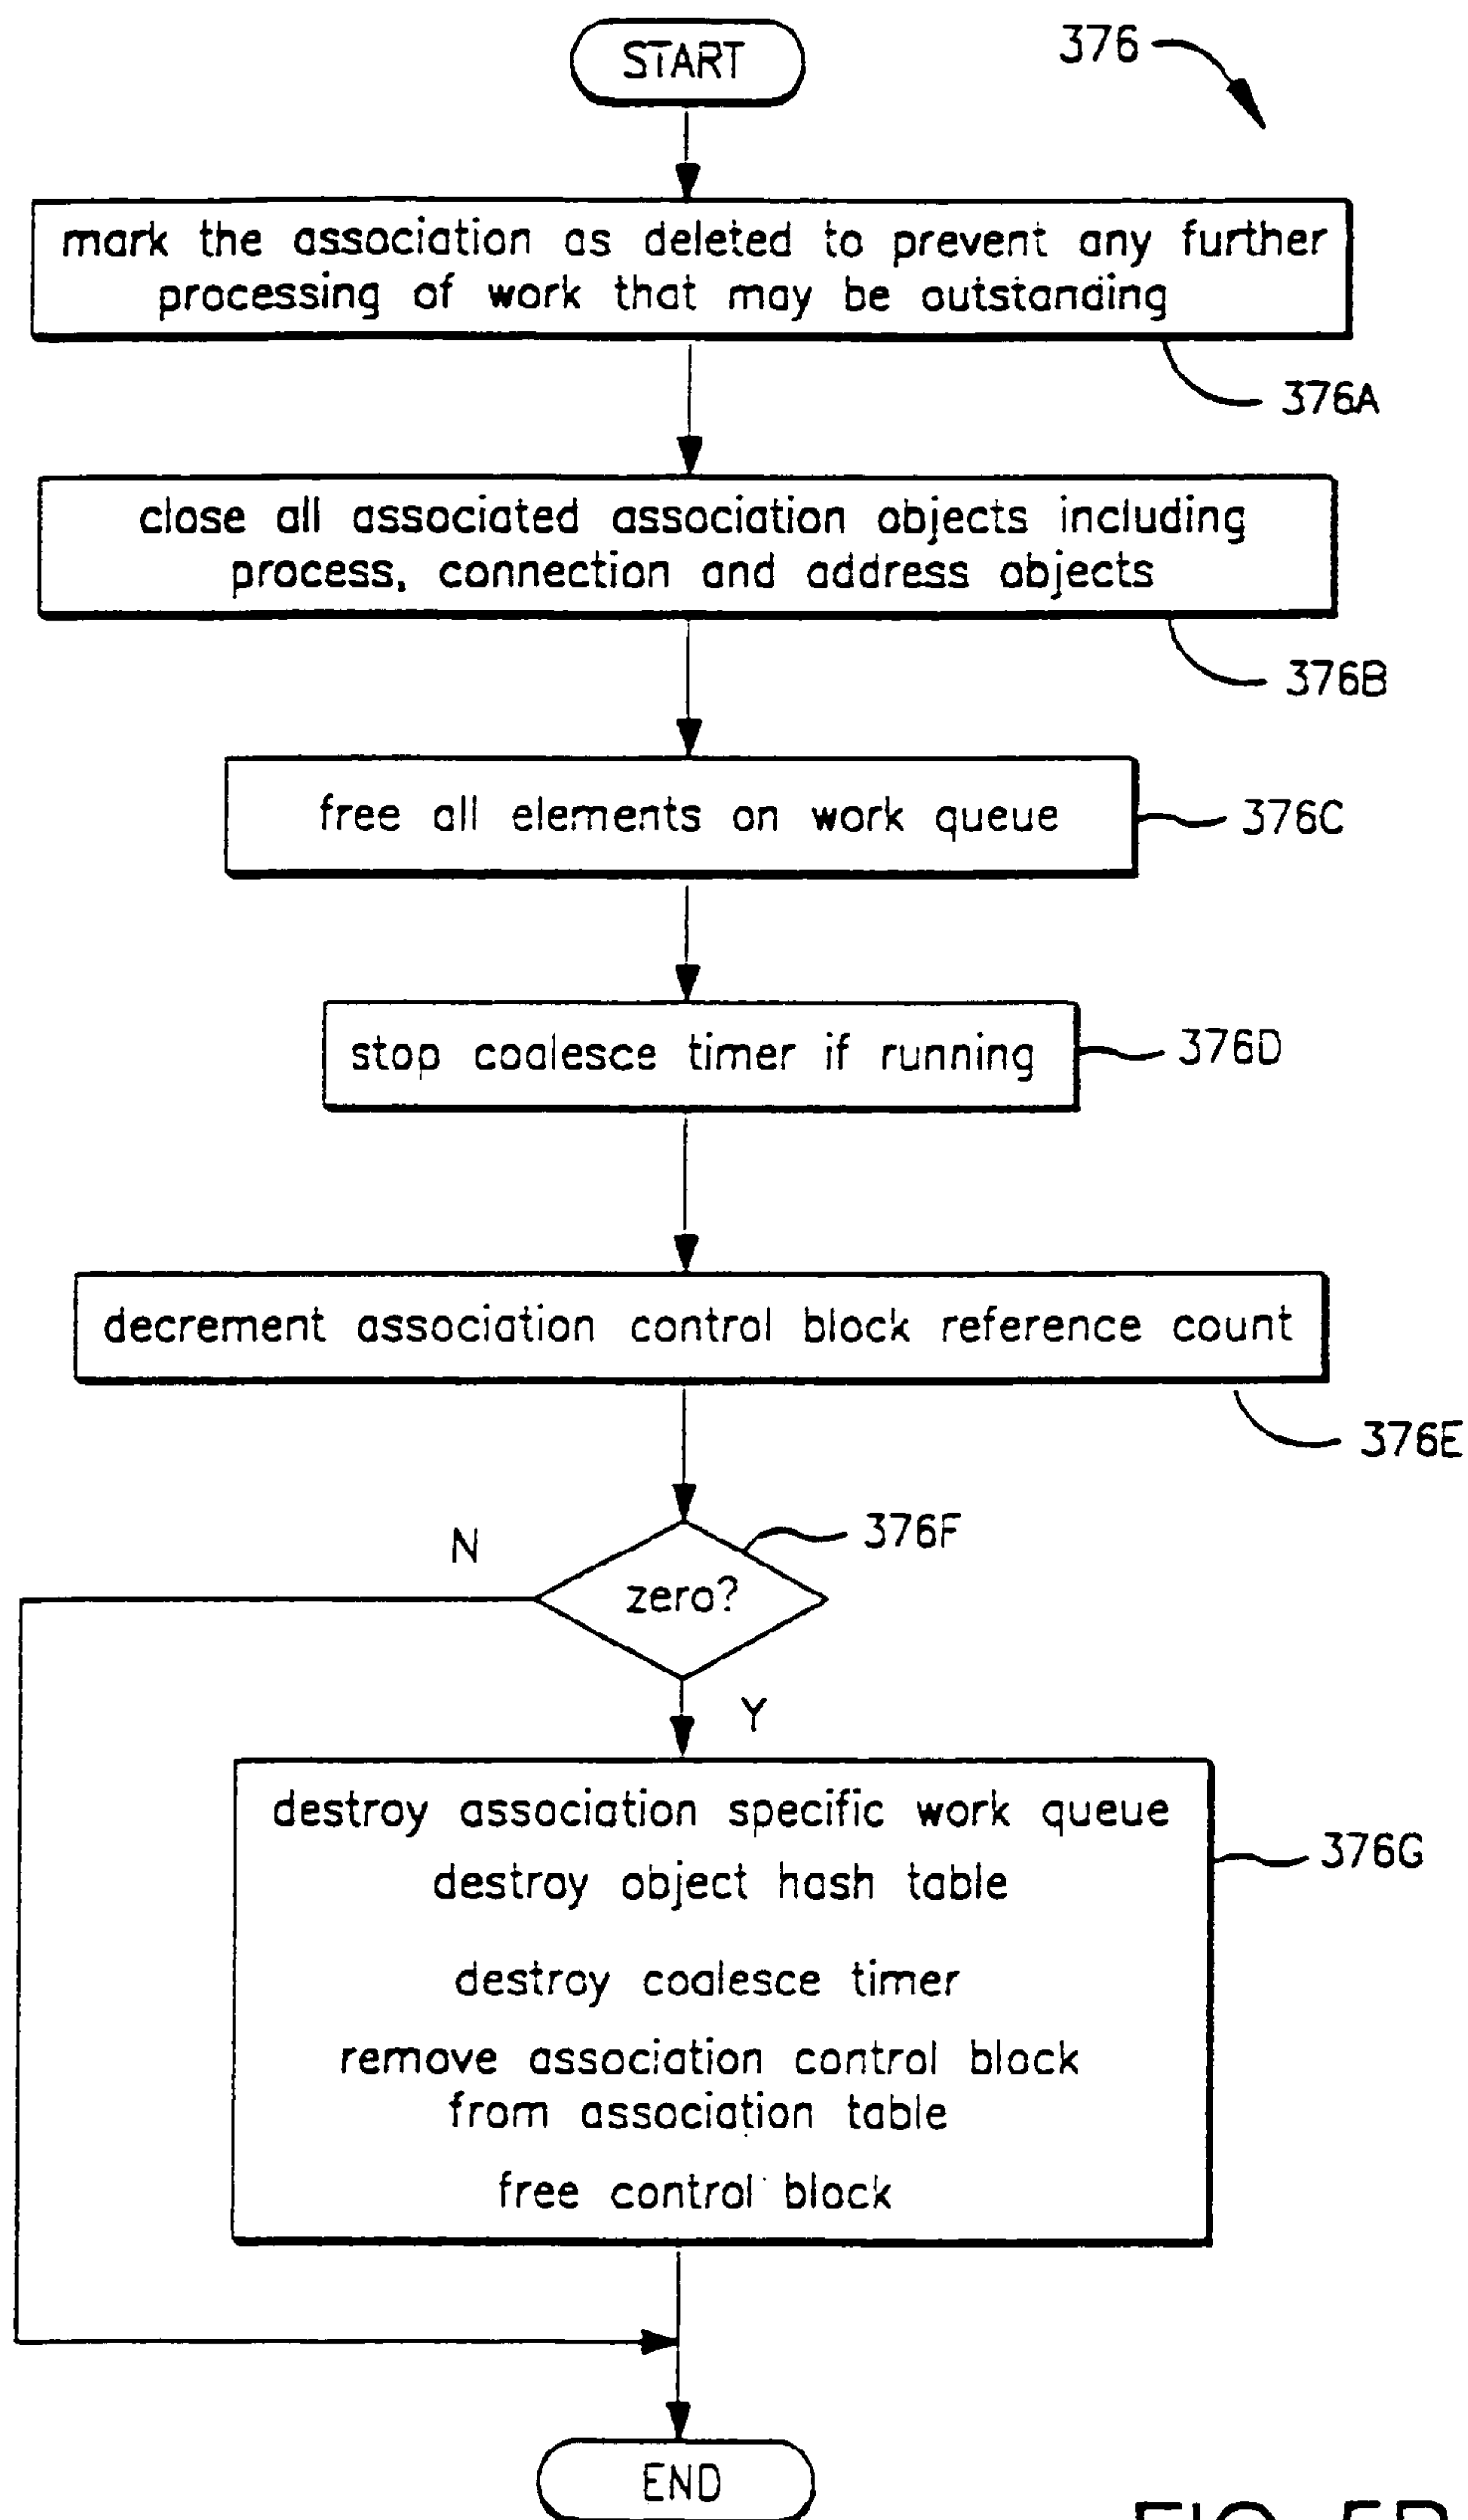 START
376
mark the association as deleted to prevent any further
processing of work that may be outstanding
376A
close all associated association objects including
process, connection and address objects
376B
free all elements on work queue
376C
stop coalesce timer if running
376D
decrement association control block reference count
376E
376F
N
zero?
Y
destroy association specific work queue
376G
destroy object hash table
destroy coalesce timer
remove association control block
from association table
free control block
END